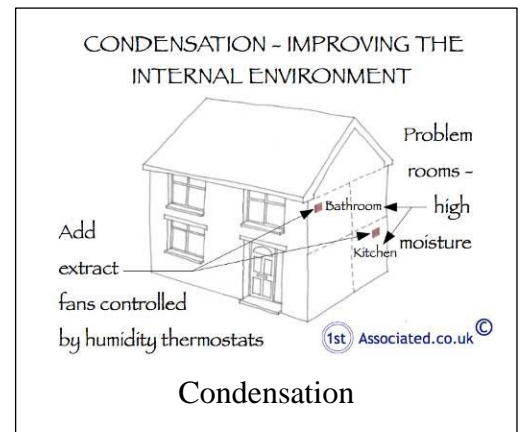 CONDENSATION – IMPROVING THE
INTERNAL ENVIRONMENT
Problem
rooms –
high
moisture
Bathroom
Kitchen
Add
extract
fans controlled
by humidity thermostats
1st Associated.co.uk ©
Condensation